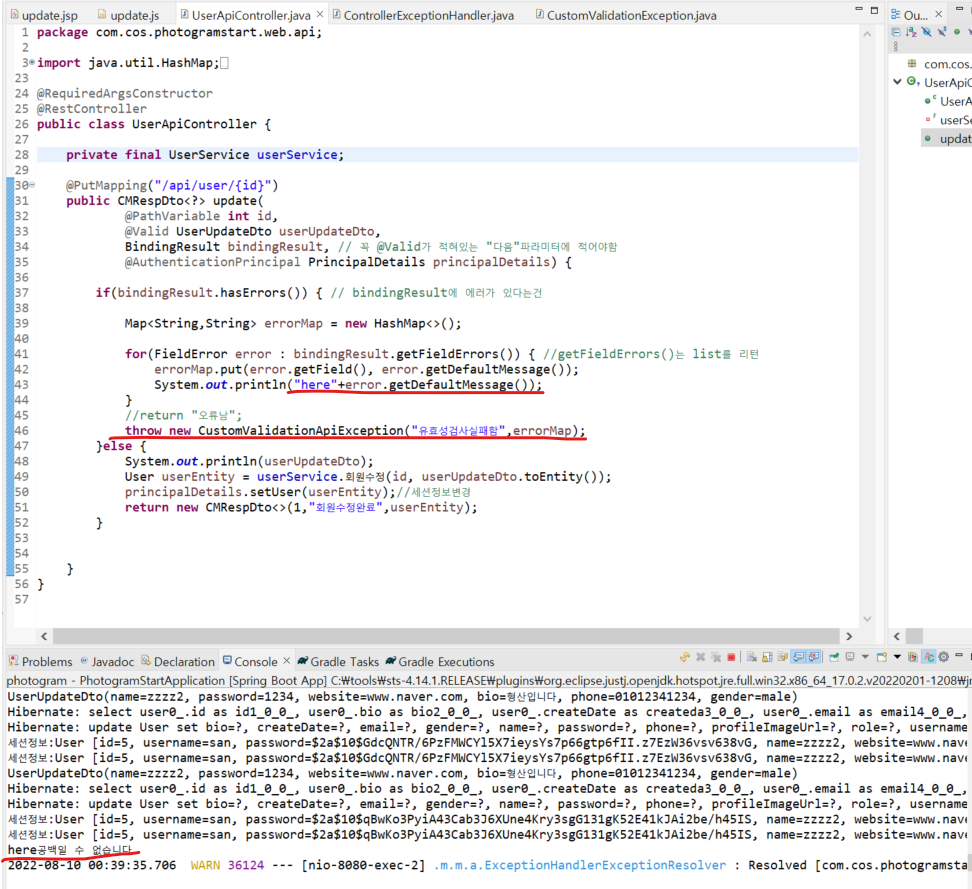 update.jsp update.js UserApiController.java ControllerExceptionHandler.java CustomValidationException.java Ou...
1 package com.cos.photogramstart.web.api;
2
3 import java.util.HashMap;
23
24 @RequiredArgsConstructor
25 @RestController
26 public class UserApiController {
27
28 private final UserService userService;
29
30 @PutMapping("/api/user/{id}")
31 public CMRespDto<?> update(
32 @PathVariable int id,
33 @Valid UserUpdateDto userUpdateDto,
34 BindingResult bindingResult, // 꼭 @Valid가 적혀있는 "다음"파라미터에 적어야함
35 @AuthenticationPrincipal PrincipalDetails principalDetails) {
36
37 if(bindingResult.hasErrors()) { // bindingResult에 에러가 있다는건
38
39 Map<String,String> errorMap = new HashMap<>();
40
41 for(FieldError error : bindingResult.getFieldErrors()) { //getFieldErrors()는 list를 리턴
42 errorMap.put(error.getField(), error.getDefaultMessage());
43 System.out.println("here"+error.getDefaultMessage());
44 }
45 //return "오류남";
46 throw new CustomValidationApiException("유효성검사실패함",errorMap);
47 }else {
48 System.out.println(userUpdateDto);
49 User userEntity = userService.회원수정(id, userUpdateDto.toEntity());
50 principalDetails.setUser(userEntity);//세션정보변경
51 return new CMRespDto<>(1,"회원수정완료",userEntity);
52 }
53
54
55 }
56 }
57
com.cos.
UserApiC
UserA
userSe
updat
Problems Javadoc Declaration Console Gradle Tasks Gradle Executions
photogram - PhotogramStartApplication [Spring Boot App] C:₩tools₩sts-4.14.1.RELEASE₩plugins₩org.eclipse.justj.openjdk.hotspot.jre.full.win32.x86_64_17.0.2.v20220201-1208₩jr
UserUpdateDto(name=zzzz2, password=1234, website=www.naver.com, bio=형산입니다, phone=01012341234, gender=male)
Hibernate: select user0_.id as id1_0_0_, user0_.bio as bio2_0_0_, user0_.createDate as createda3_0_0_, user0_.email as email4_0_0_,
Hibernate: update User set bio=?, createDate=?, email=?, gender=?, name=?, password=?, phone=?, profileImageUrl=?, role=?, username
세션정보:User [id=5, username=san, password=$2a$10$GdcQNTR/6PzFMWCYl5X7ieysYs7p66gtp6fII.z7EzW36vsv638vG, name=zzzz2, website=www.nave
세션정보:User [id=5, username=san, password=$2a$10$GdcQNTR/6PzFMWCYl5X7ieysYs7p66gtp6fII.z7EzW36vsv638vG, name=zzzz2, website=www.nave
UserUpdateDto(name=zzzz2, password=1234, website=www.naver.com, bio=형산입니다, phone=01012341234, gender=male)
Hibernate: select user0_.id as id1_0_0_, user0_.bio as bio2_0_0_, user0_.createDate as createda3_0_0_, user0_.email as email4_0_0_,
Hibernate: update User set bio=?, createDate=?, email=?, gender=?, name=?, password=?, phone=?, profileImageUrl=?, role=?, username
세션정보:User [id=5, username=san, password=$2a$10$qBwKo3PyiA43Cab3J6XUne4Kry3sgG131gK52E41kJAi2be/h45IS, name=zzzz2, website=www.nave
세션정보:User [id=5, username=san, password=$2a$10$qBwKo3PyiA43Cab3J6XUne4Kry3sgG131gK52E41kJAi2be/h45IS, name=zzzz2, website=www.nave
here공백일 수 없습니다
2022-08-10 00:39:35.706 WARN 36124 --- [nio-8080-exec-2] .m.m.a.ExceptionHandlerExceptionResolver : Resolved [com.cos.photogramsta